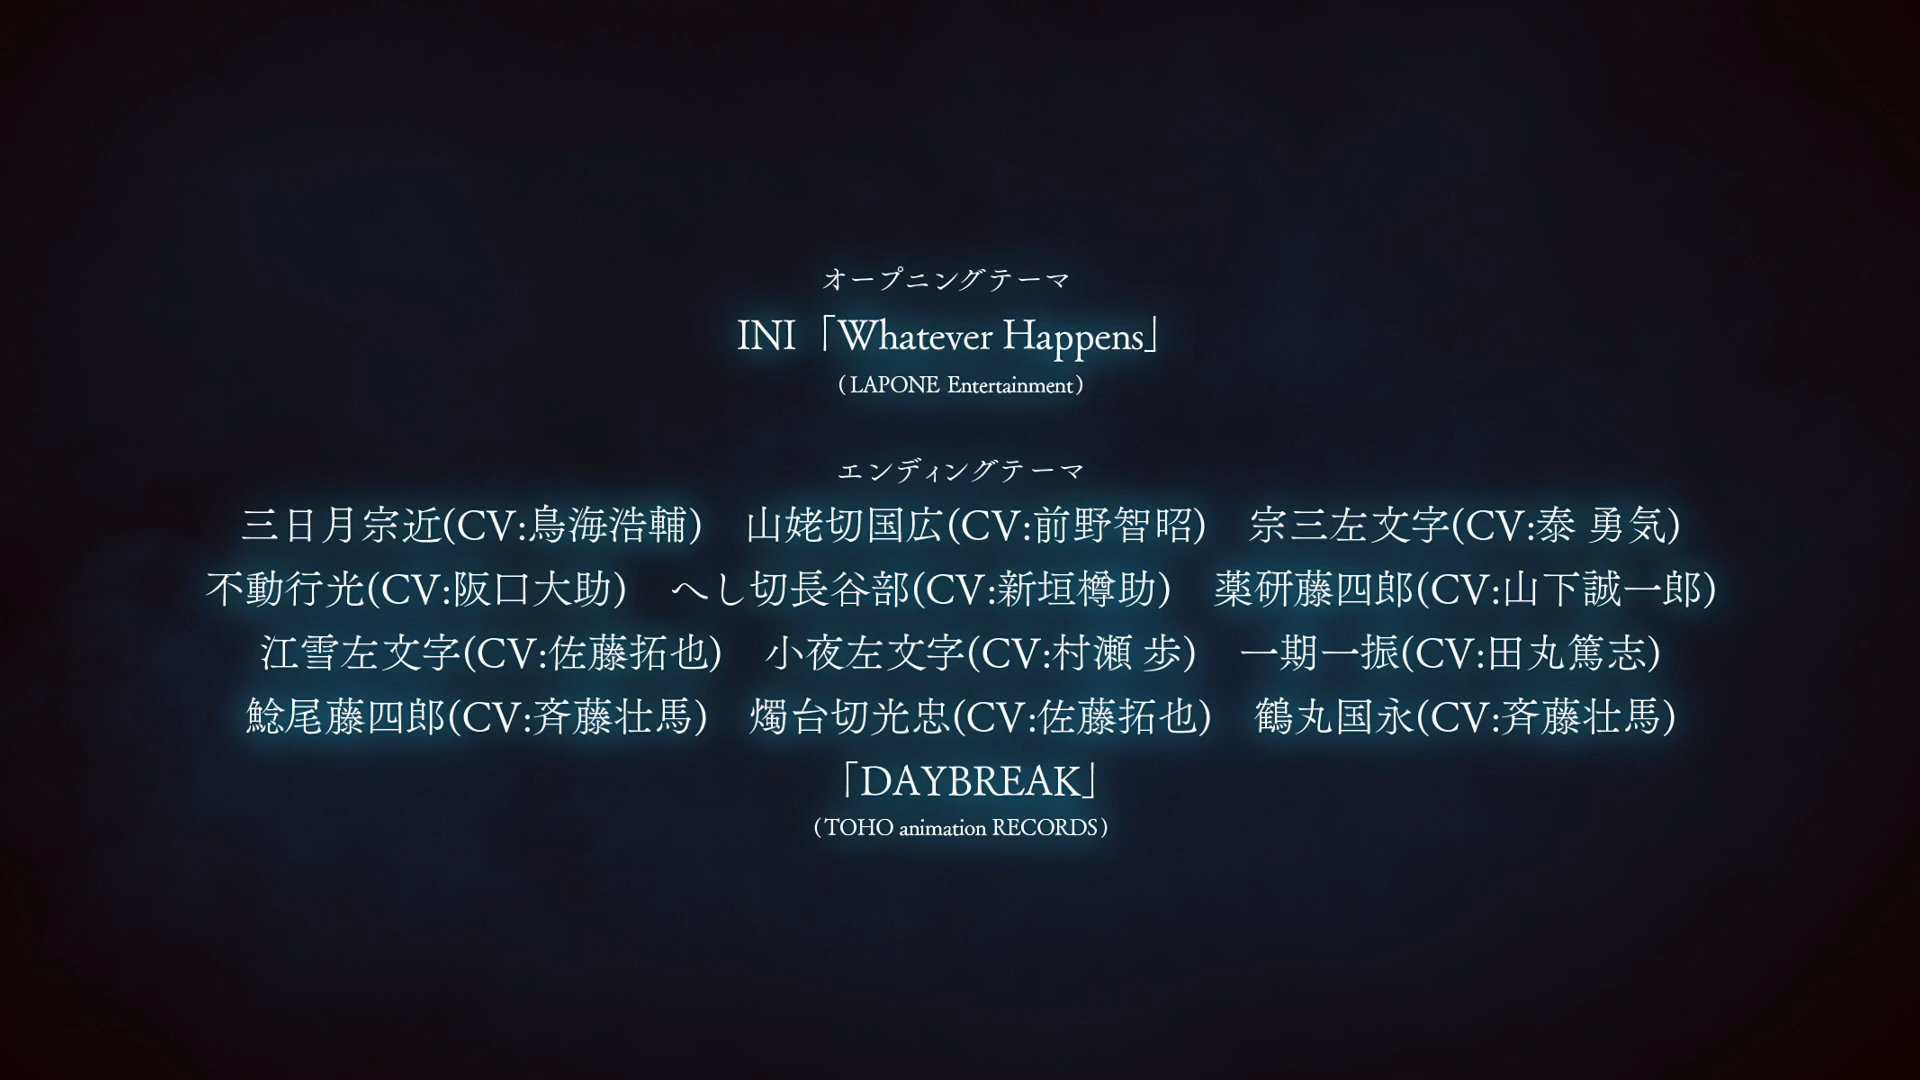 オープニングテーマ
INI「Whatever Happens」
(LAPONE Entertainment)
エンディングテーマ
三日月宗近(CV:鳥海浩輔)　山姥切国広(CV:前野智昭)　宗三左文字(CV:泰 勇気)
不動行光(CV:阪口大助)　へし切長谷部(CV:新垣樽助)　薬研藤四郎(CV:山下誠一郎)
江雪左文字(CV:佐藤拓也)　小夜左文字(CV:村瀬 歩)　一期一振(CV:田丸篤志)
鯰尾藤四郎(CV:斉藤壮馬)　燭台切光忠(CV:佐藤拓也)　鶴丸国永(CV:斉藤壮馬)
「DAYBREAK」
(TOHO animation RECORDS)